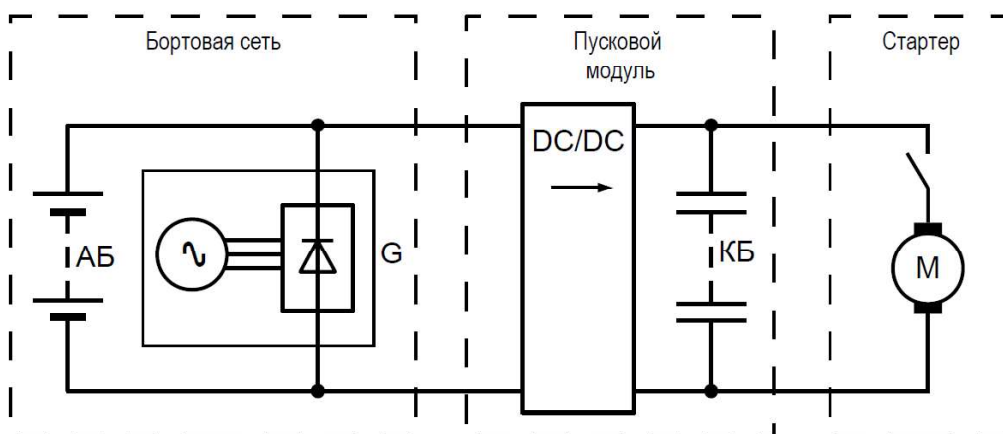 Бортовая сеть
Пусковой
модуль
Стартер
DC/DC
АБ
G
КБ
М